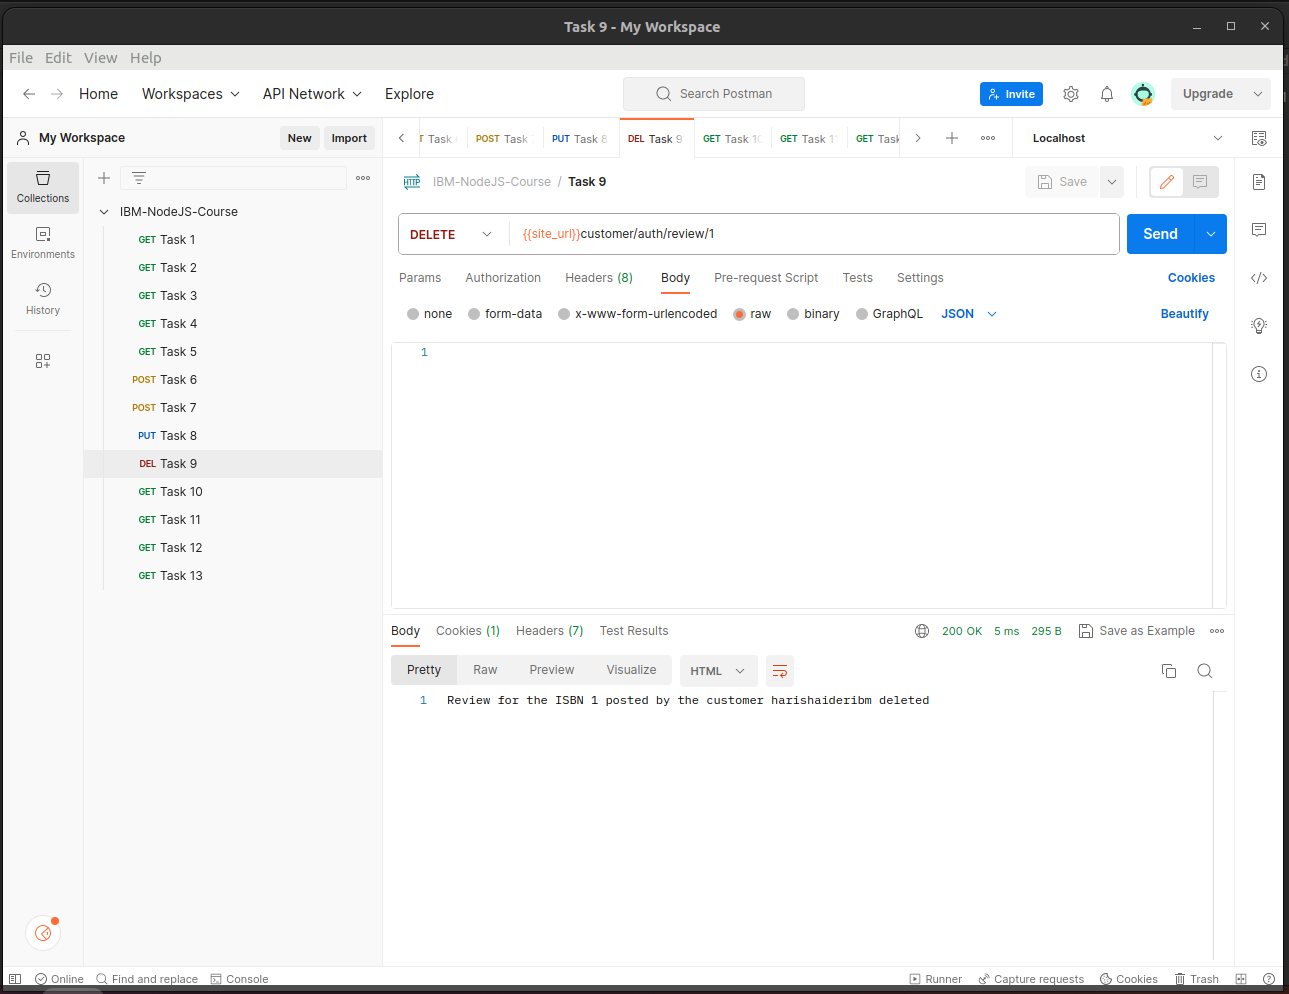 Task 9 - My Workspace
File Edit View Help
Home Workspaces API Network Explore Search Postman Invite Upgrade
My Workspace New Import
Task POST Task PUT Task 8 DEL Task 9 GET Task 10 GET Task 11 GET Task Localhost
Collections
Environments
History
IBM-NodeJS-Course
GET Task 1
GET Task 2
GET Task 3
GET Task 4
GET Task 5
POST Task 6
POST Task 7
PUT Task 8
DEL Task 9
GET Task 10
GET Task 11
GET Task 12
GET Task 13
HTTP IBM-NodeJS-Course / Task 9 Save
DELETE {{site_url}}customer/auth/review/1 Send
Params Authorization Headers (8) Body Pre-request Script Tests Settings Cookies
none form-data x-www-form-urlencoded raw binary GraphQL JSON Beautify
1
Body Cookies (1) Headers (7) Test Results 200 OK 5 ms 295 B Save as Example
Pretty Raw Preview Visualize HTML
1 Review for the ISBN 1 posted by the customer harishaideribm deleted
Online Find and replace Console Runner Capture requests Cookies Trash